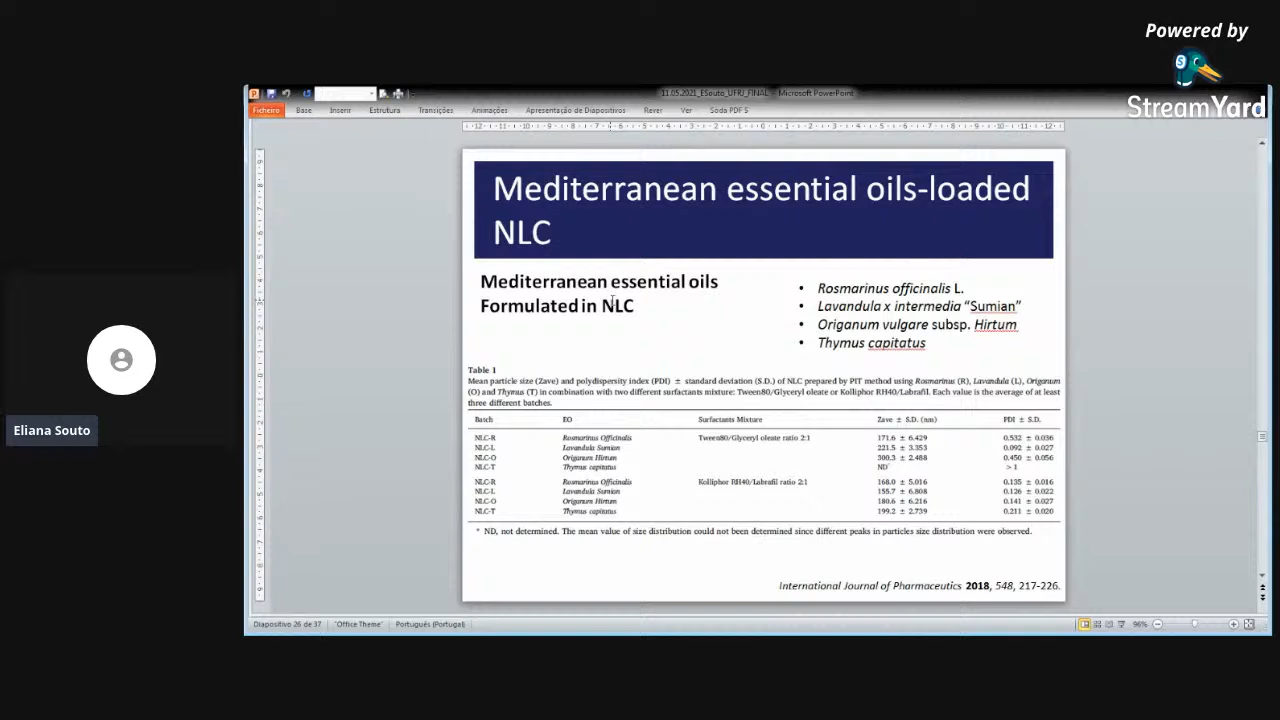 Powered by
StreamYard
11.05.2021_ESouto_UFRJ_FINAL - Microsoft PowerPoint
Ficheiro Base Inserir Estrutura Transições Animações Apresentação de Diapositivos Rever Ver Soda PDF S
Mediterranean essential oils-loaded
NLC
Mediterranean essential oils
Formulated in NLC
• Rosmarinus officinalis L.
• Lavandula x intermedia “Sumian”
• Origanum vulgare subsp. Hirtum
• Thymus capitatus
Table 1
Mean particle size (Zave) and polydispersity index (PDI) ± standard deviation (S.D.) of NLC prepared by PIT method using Rosmarinus (R), Lavandula (L), Origanum
(O) and Thymus (T) in combination with two different surfactants mixture: Tween80/Glyceryl oleate or Kolliphor RH40/Labrafil. Each value is the average of at least
three different batches.
Batch EO Surfactants Mixture Zave ± S.D. (nm) PDI ± S.D.
NLC-R Rosmarinus Officinalis Tween80/Glyceryl oleate ratio 2:1 171.6 ± 6.429 0.532 ± 0.036
NLC-L Lavandula Sumian 221.5 ± 3.353 0.092 ± 0.027
NLC-O Origanum Hirtum 300.3 ± 2.488 0.450 ± 0.056
NLC-T Thymus capitatus ND* > 1
NLC-R Rosmarinus Officinalis Kolliphor RH40/Labrafil ratio 2:1 168.0 ± 5.016 0.135 ± 0.016
NLC-L Lavandula Sumian 155.7 ± 6.808 0.126 ± 0.022
NLC-O Origanum Hirtum 180.6 ± 6.216 0.141 ± 0.027
NLC-T Thymus capitatus 199.2 ± 2.739 0.211 ± 0.020
* ND, not determined. The mean value of size distribution could not been determined since different peaks in particles size distribution were observed.
International Journal of Pharmaceutics 2018, 548, 217-226.
Eliana Souto
Diapositivo 26 de 37 "Office Theme" Português (Portugal) 96%